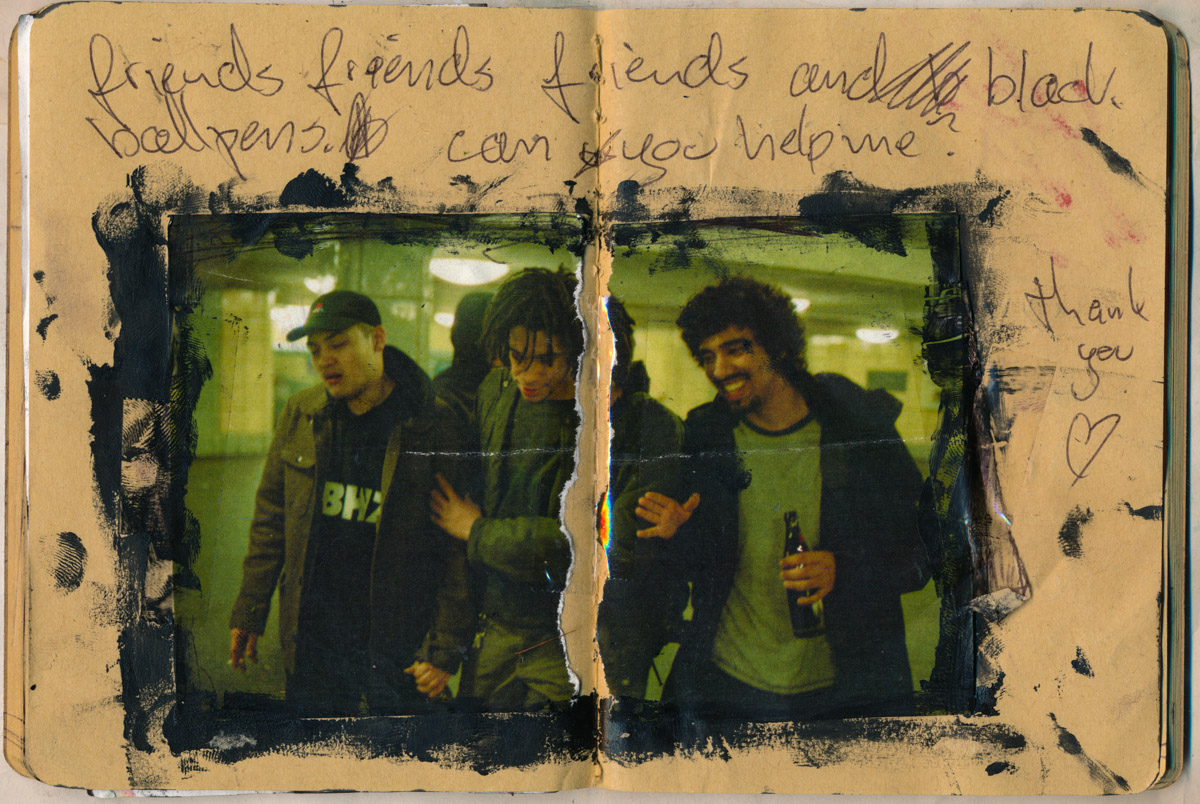 friends friends friends and black
ballpens. can you help me?
thank
you
BHZ